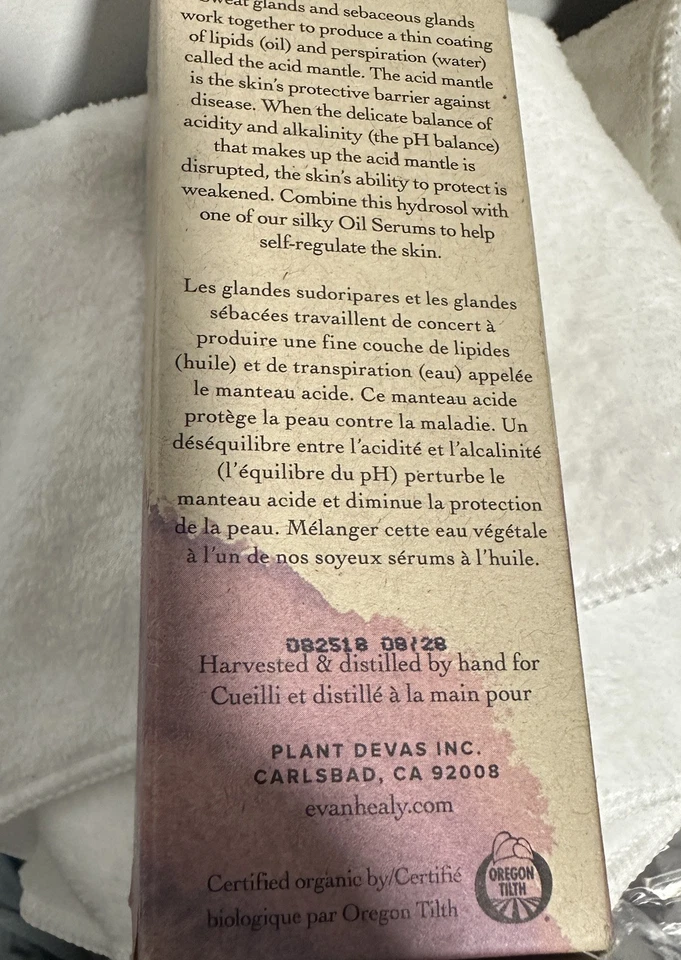 Sweat glands and sebaceous glands
work together to produce a thin coating
of lipids (oil) and perspiration (water)
called the acid mantle. The acid mantle
is the skin's protective barrier against
disease. When the delicate balance of
acidity and alkalinity (the pH balance)
that makes up the acid mantle is
disrupted, the skin's ability to protect is
weakened. Combine this hydrosol with
one of our silky Oil Serums to help
self-regulate the skin.
Les glandes sudoripares et les glandes
sébacées travaillent de concert à
produire une fine couche de lipides
(huile) et de transpiration (eau) appelée
le manteau acide. Ce manteau acide
protège la peau contre la maladie. Un
déséquilibre entre l'acidité et l'alcalinité
(l'équilibre du pH) perturbe le
manteau acide et diminue la protection
de la peau. Mélanger cette eau végétale
à l'un de nos soyeux sérums à l'huile.
082518 08/28
Harvested & distilled by hand for
Cueilli et distillé à la main pour
PLANT DEVAS INC.
CARLSBAD, CA 92008
evanhealy.com
Certified organic by/Certifié
biologique par Oregon Tilth
OREGON
TILTH